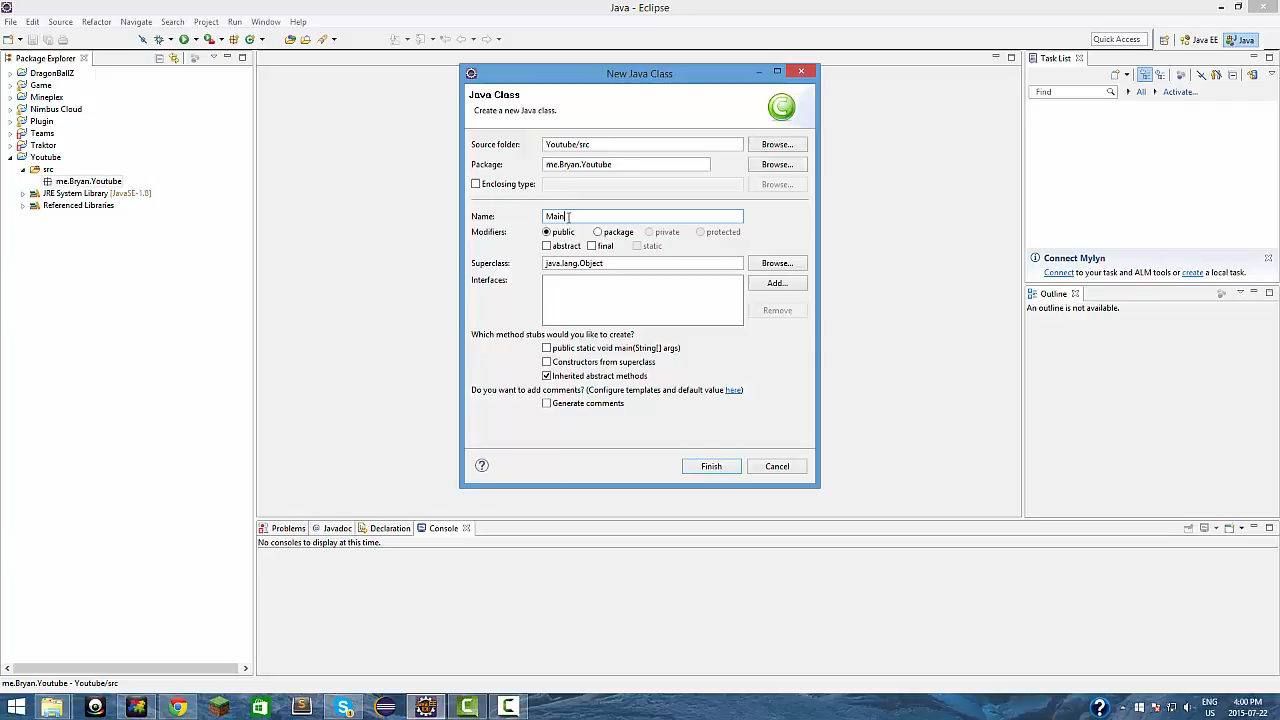 Java - Eclipse
File Edit Source Refactor Navigate Search Project Run Window Help
Quick Access
Java EE
Java
Package Explorer
DragonBallZ
Game
Mineplex
Nimbus Cloud
Plugin
Teams
Traktor
Youtube
src
me.Bryan.Youtube
JRE System Library [JavaSE-1.8]
Referenced Libraries
New Java Class
Java Class
Create a new Java class.
Source folder: Youtube/src Browse...
Package: me.Bryan.Youtube Browse...
Enclosing type: Browse...
Name: Main
Modifiers: public package private protected
abstract final static
Superclass: java.lang.Object Browse...
Interfaces: Add...
Remove
Which method stubs would you like to create?
public static void main(String[] args)
Constructors from superclass
Inherited abstract methods
Do you want to add comments? (Configure templates and default value here)
Generate comments
Finish Cancel
Task List
Find All Activate...
Connect Mylyn
Connect to your task and ALM tools or create a local task.
Outline
An outline is not available.
Problems Javadoc Declaration Console
No consoles to display at this time.
me.Bryan.Youtube - Youtube/src
ENG
US
4:00 PM
2015-07-22